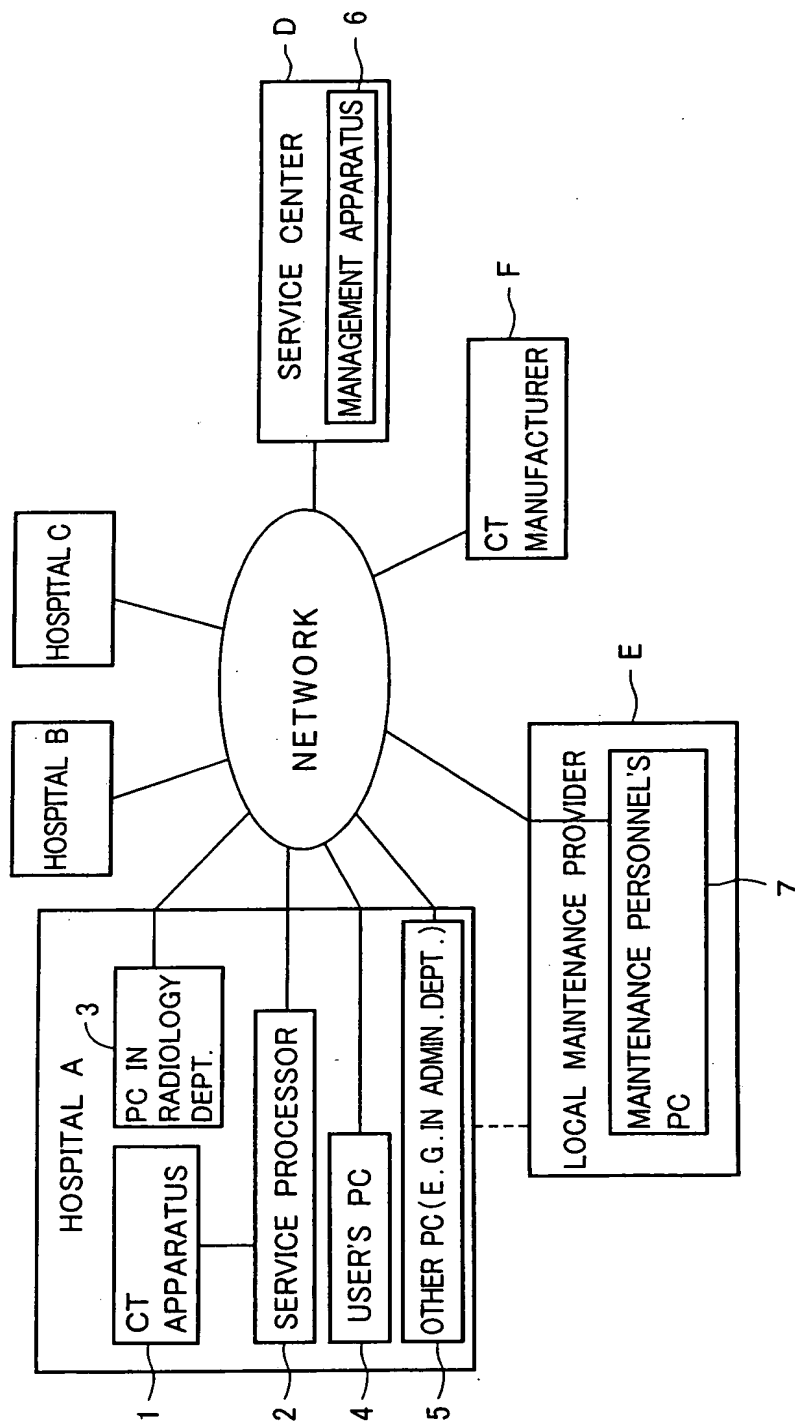 HOSPITAL A
CT
APPARATUS
1
PC IN
RADIOLOGY
DEPT.
3
SERVICE PROCESSOR
2
USER'S PC
4
OTHER PC(E.G.IN ADMIN.DEPT.)
5
HOSPITAL B
HOSPITAL C
NETWORK
SERVICE CENTER
D
MANAGEMENT APPARATUS
6
LOCAL MAINTENANCE PROVIDER
E
MAINTENANCE PERSONNEL'S
PC
7
CT
MANUFACTURER
F